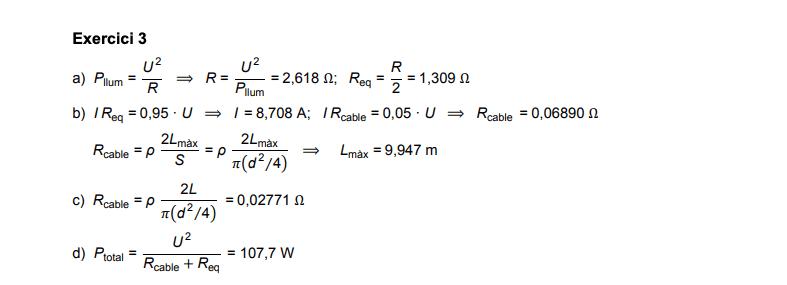 Exercici 3
a) Pllum = U²/R ⟹ R = U²/Pllum = 2,618 Ω; Req = R/2 = 1,309 Ω
b) I Req = 0,95 · U ⟹ I = 8,708 A; I Rcable = 0,05 · U ⟹ Rcable = 0,06890 Ω
Rcable = ρ 2Lmàx/S = ρ 2Lmàx/π(d²/4) ⟹ Lmàx = 9,947 m
c) Rcable = ρ 2L/π(d²/4) = 0,02771 Ω
d) Ptotal = U²/Rcable + Req = 107,7 W